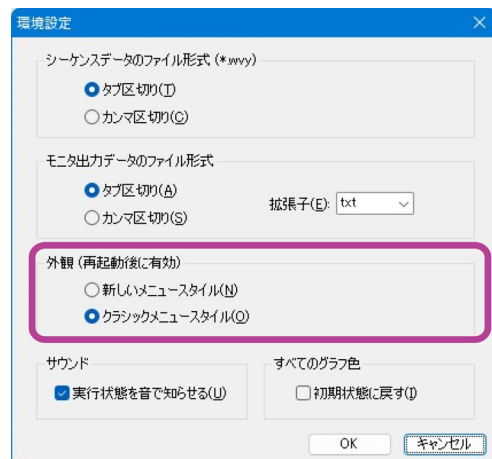 環境設定
シーケンスデータのファイル形式 (*.wvy)
タブ区切り(T)
カンマ区切り(C)
モニタ出力データのファイル形式
タブ区切り(A)
カンマ区切り(S)
拡張子(E): txt
外観 (再起動後に有効)
新しいメニュースタイル(N)
クラシックメニュースタイル(O)
サウンド
実行状態を音で知らせる(U)
すべてのグラフ色
初期状態に戻す(I)
OK
キャンセル